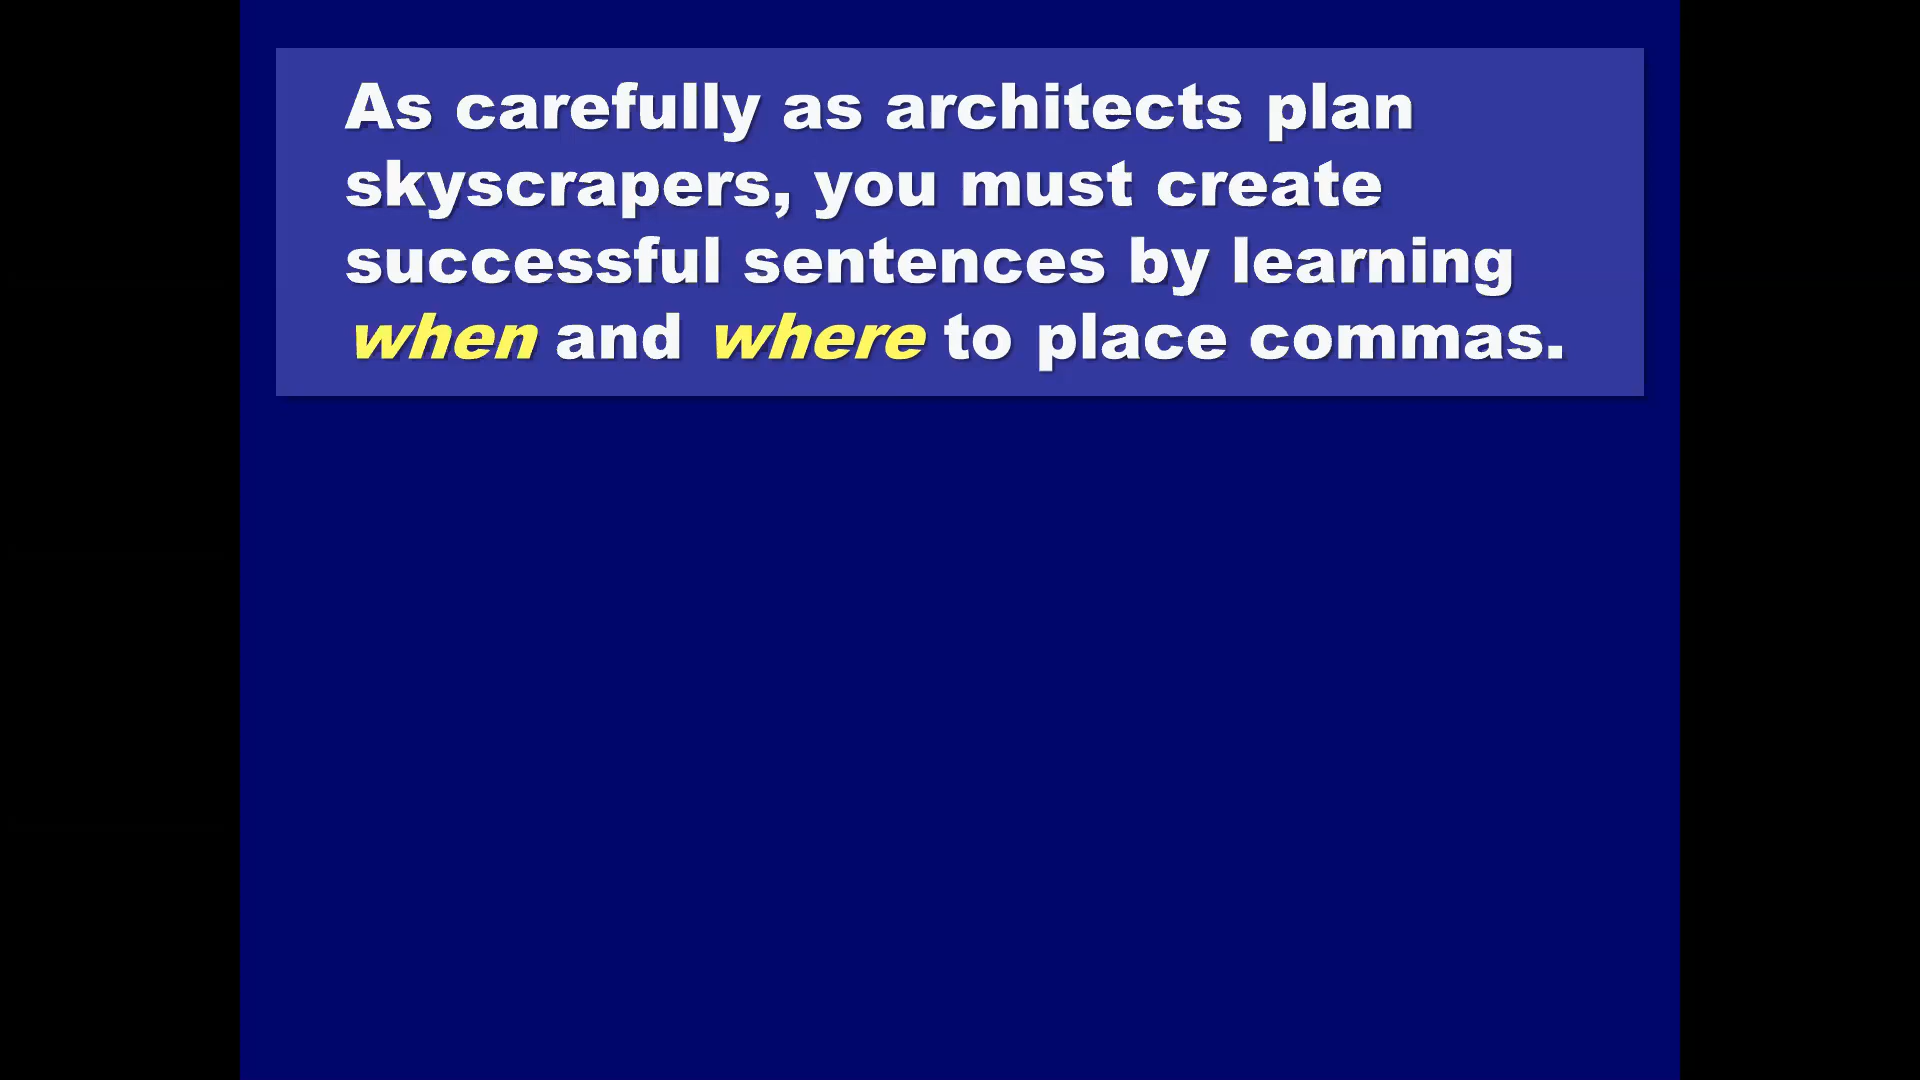 As carefully as architects plan
skyscrapers, you must create
successful sentences by learning
when and where to place commas.